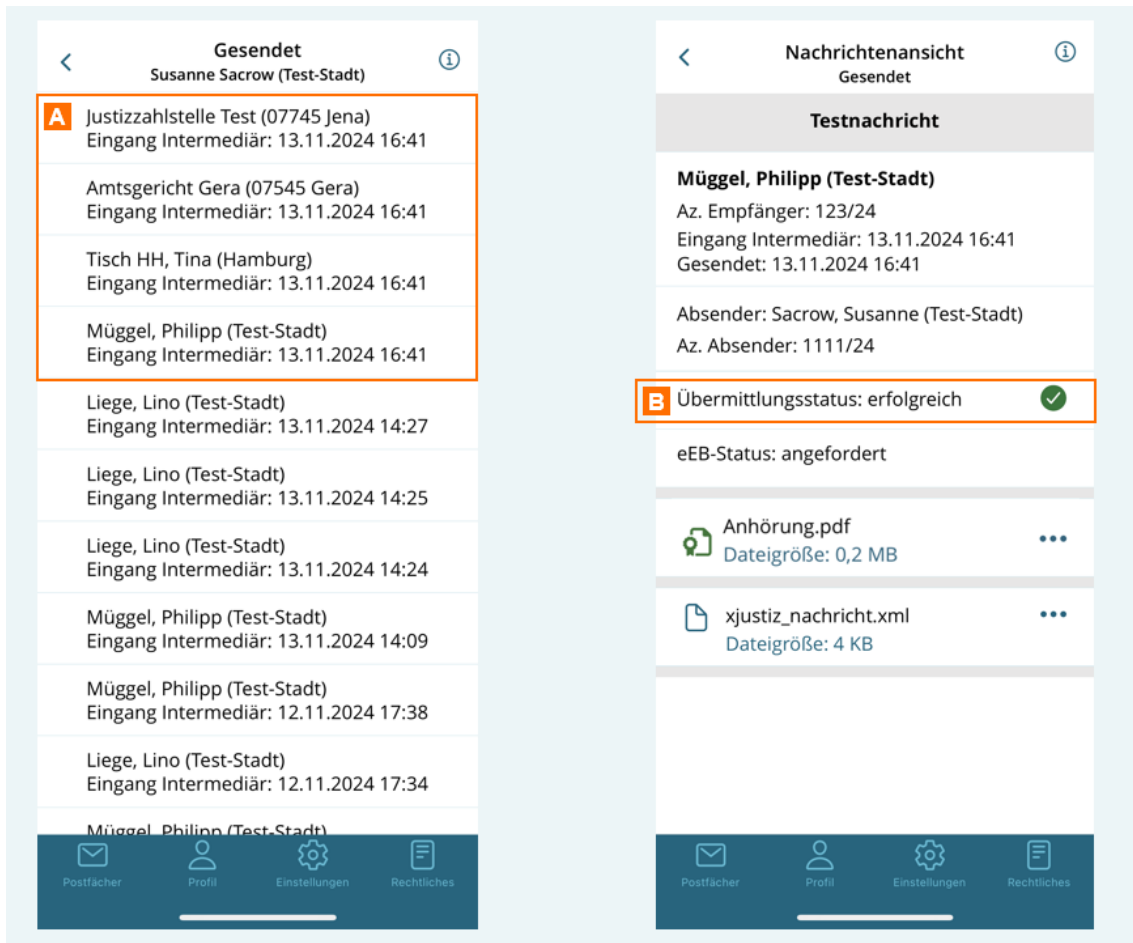 Gesendet
Susanne Sacrow (Test-Stadt)
A
Justizzahlstelle Test (07745 Jena)
Eingang Intermediär: 13.11.2024 16:41
Amtsgericht Gera (07545 Gera)
Eingang Intermediär: 13.11.2024 16:41
Tisch HH, Tina (Hamburg)
Eingang Intermediär: 13.11.2024 16:41
Müggel, Philipp (Test-Stadt)
Eingang Intermediär: 13.11.2024 16:41
Liege, Lino (Test-Stadt)
Eingang Intermediär: 13.11.2024 14:27
Liege, Lino (Test-Stadt)
Eingang Intermediär: 13.11.2024 14:25
Liege, Lino (Test-Stadt)
Eingang Intermediär: 13.11.2024 14:24
Müggel, Philipp (Test-Stadt)
Eingang Intermediär: 13.11.2024 14:09
Müggel, Philipp (Test-Stadt)
Eingang Intermediär: 12.11.2024 17:38
Liege, Lino (Test-Stadt)
Eingang Intermediär: 12.11.2024 17:34
Müggel, Philipp (Test-Stadt)
Postfächer Profil Einstellungen Rechtliches
Nachrichtenansicht
Gesendet
Testnachricht
Müggel, Philipp (Test-Stadt)
Az. Empfänger: 123/24
Eingang Intermediär: 13.11.2024 16:41
Gesendet: 13.11.2024 16:41
Absender: Sacrow, Susanne (Test-Stadt)
Az. Absender: 1111/24
B Übermittlungsstatus: erfolgreich
eEB-Status: angefordert
Anhörung.pdf
Dateigröße: 0,2 MB
xjustiz_nachricht.xml
Dateigröße: 4 KB
Postfächer Profil Einstellungen Rechtliches